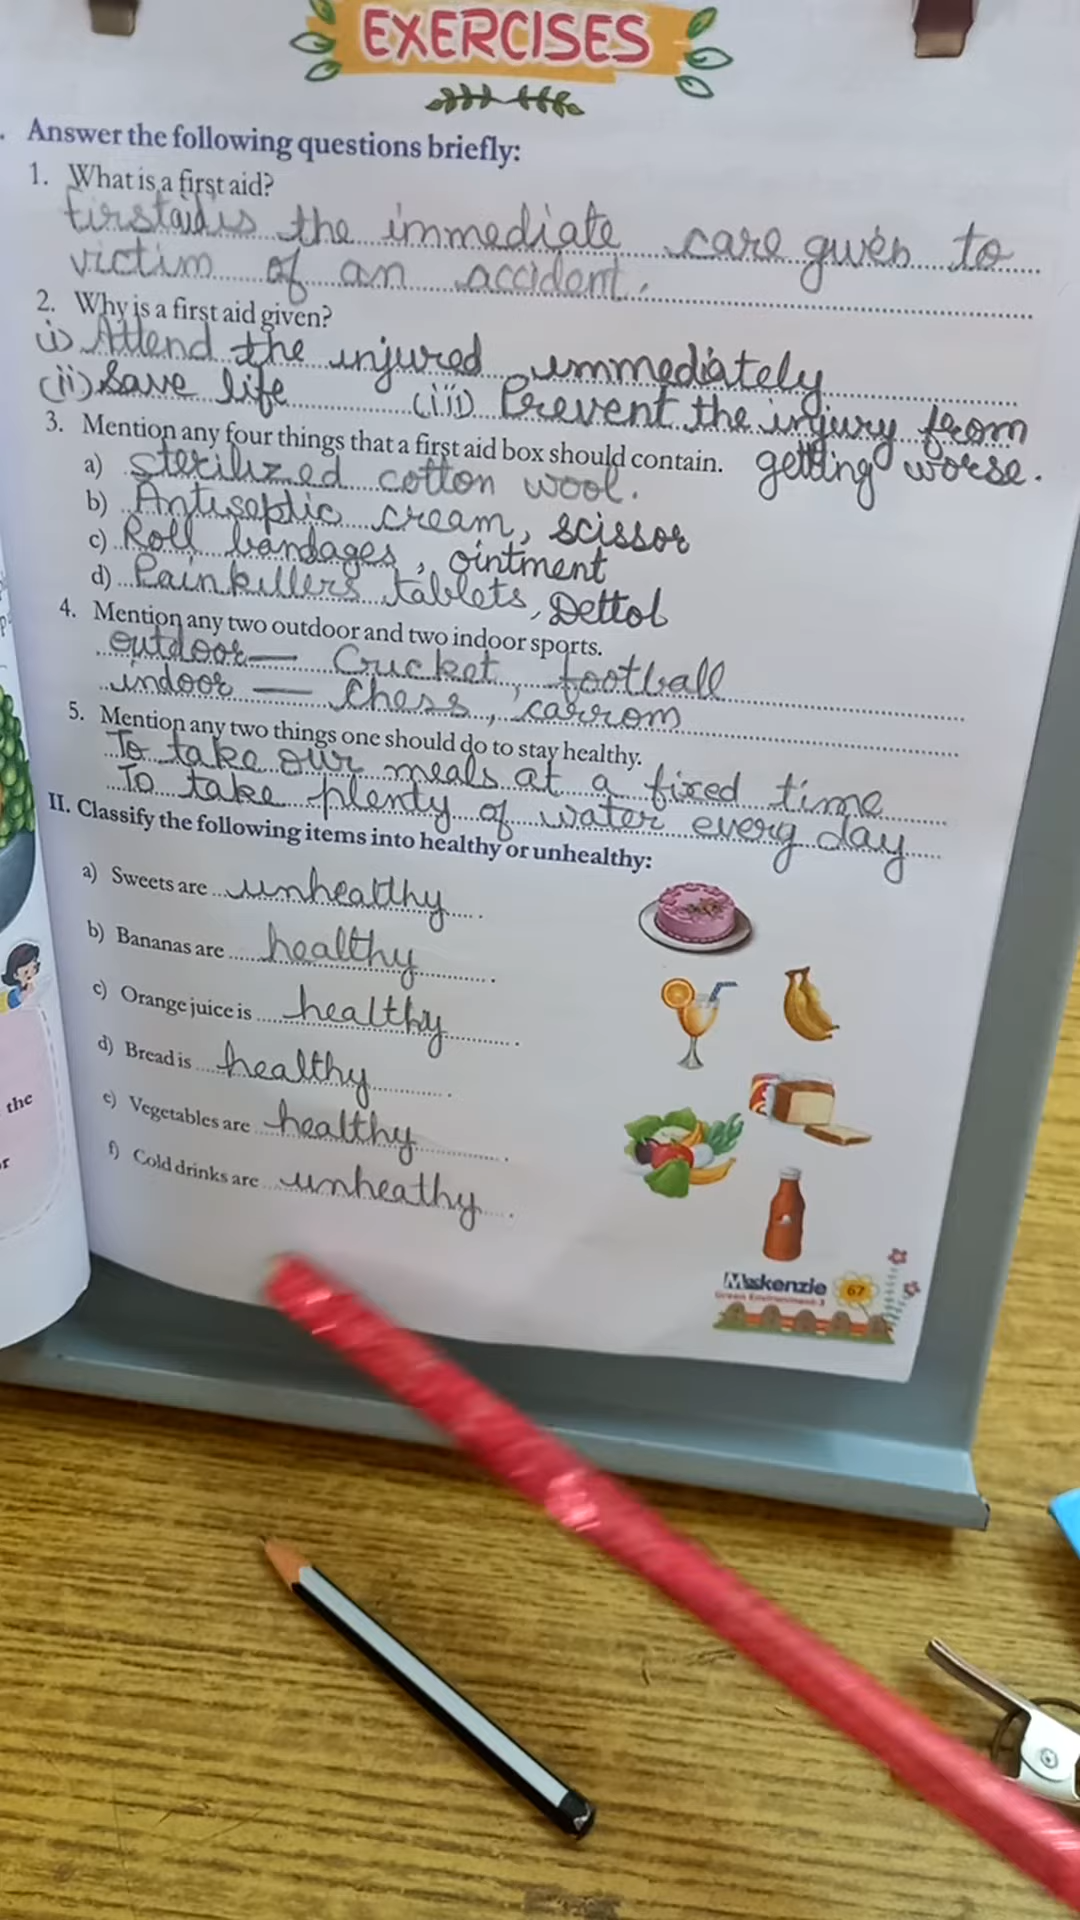 EXERCISES
Answer the following questions briefly:
1. What is a first aid?
First aid is the immediate care given to
victim of an accident.
2. Why is a first aid given?
i) Attend the injured immediately
(ii) Save life (iii) Prevent the injury from
getting worse.
3. Mention any four things that a first aid box should contain.
a) Sterilized cotton wool.
b) Antiseptic cream, scissor
c) Roll bandages, ointment
d) Painkillers tablets, Dettol
4. Mention any two outdoor and two indoor sports.
outdoor — Cricket, football
indoor — chess, carrom
5. Mention any two things one should do to stay healthy.
To take our meals at a fixed time
To take plenty of water every day
II. Classify the following items into healthy or unhealthy:
a) Sweets are unhealthy.
b) Bananas are healthy.
c) Orange juice is healthy.
d) Bread is healthy.
e) Vegetables are healthy.
f) Cold drinks are unheathy.
the
Maskenzie 67
Green Environment-3